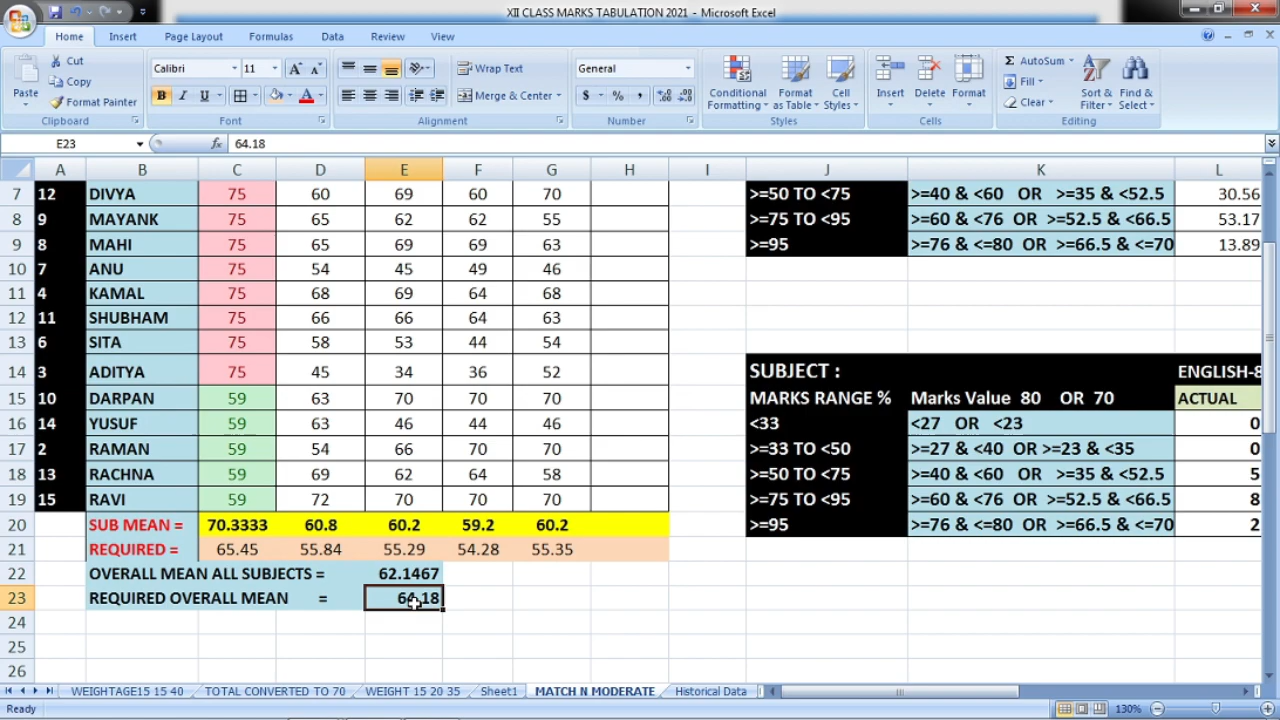 XII CLASS MARKS TABULATION 2021 - Microsoft Excel
Home Insert Page Layout Formulas Data Review View
Paste Cut Copy Format Painter Clipboard
Calibri 11 B I U Font
Wrap Text Merge & Center Alignment
General $ % , Number
Conditional Formatting Format as Table Cell Styles Styles
Insert Delete Format Cells
AutoSum Fill Clear Sort & Filter Find & Select Editing
E23 fx 64.18
A B C D E F G H I J K L
7 12 DIVYA 75 60 69 60 70 >=50 TO <75 >=40 & <60 OR >=35 & <52.5 30.56
8 9 MAYANK 75 65 62 62 55 >=75 TO <95 >=60 & <76 OR >=52.5 & <66.5 53.17
9 8 MAHI 75 65 69 69 63 >=95 >=76 & <=80 OR >=66.5 & <=70 13.89
10 7 ANU 75 54 45 49 46
11 4 KAMAL 75 68 69 64 68
12 11 SHUBHAM 75 66 66 64 63
13 6 SITA 75 58 53 44 54
14 3 ADITYA 75 45 34 36 52 SUBJECT : ENGLISH-8
15 10 DARPAN 59 63 70 70 70 MARKS RANGE % Marks Value 80 OR 70 ACTUAL
16 14 YUSUF 59 63 46 44 46 <33 <27 OR <23 0
17 2 RAMAN 59 54 66 70 70 >=33 TO <50 >=27 & <40 OR >=23 & <35 0
18 13 RACHNA 59 69 62 64 58 >=50 TO <75 >=40 & <60 OR >=35 & <52.5 5
19 15 RAVI 59 72 70 70 70 >=75 TO <95 >=60 & <76 OR >=52.5 & <66.5 8
20 SUB MEAN = 70.3333 60.8 60.2 59.2 60.2 >=95 >=76 & <=80 OR >=66.5 & <=70 2
21 REQUIRED = 65.45 55.84 55.29 54.28 55.35
22 OVERALL MEAN ALL SUBJECTS = 62.1467
23 REQUIRED OVERALL MEAN = 64.18
24
25
26
WEIGHTAGE15 15 40 TOTAL CONVERTED TO 70 WEIGHT 15 20 35 Sheet1 MATCH N MODERATE Historical Data
Ready 130%